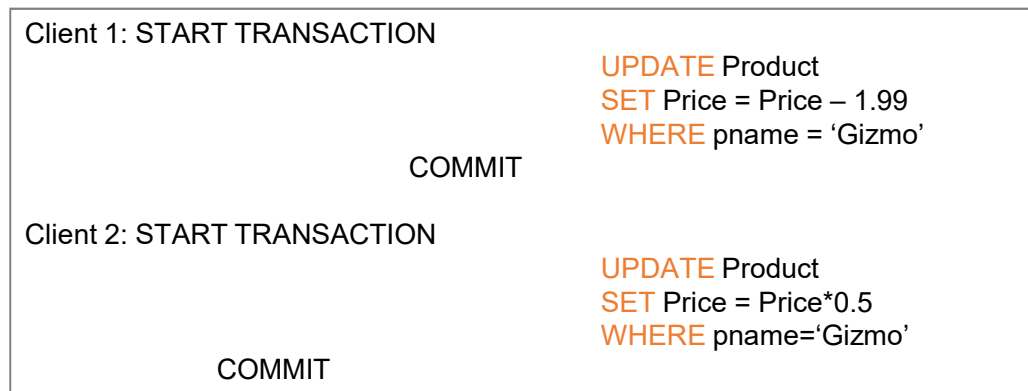 Client 1: START TRANSACTION
UPDATE Product
SET Price = Price – 1.99
WHERE pname = ‘Gizmo’
COMMIT
Client 2: START TRANSACTION
UPDATE Product
SET Price = Price*0.5
WHERE pname=‘Gizmo’
COMMIT